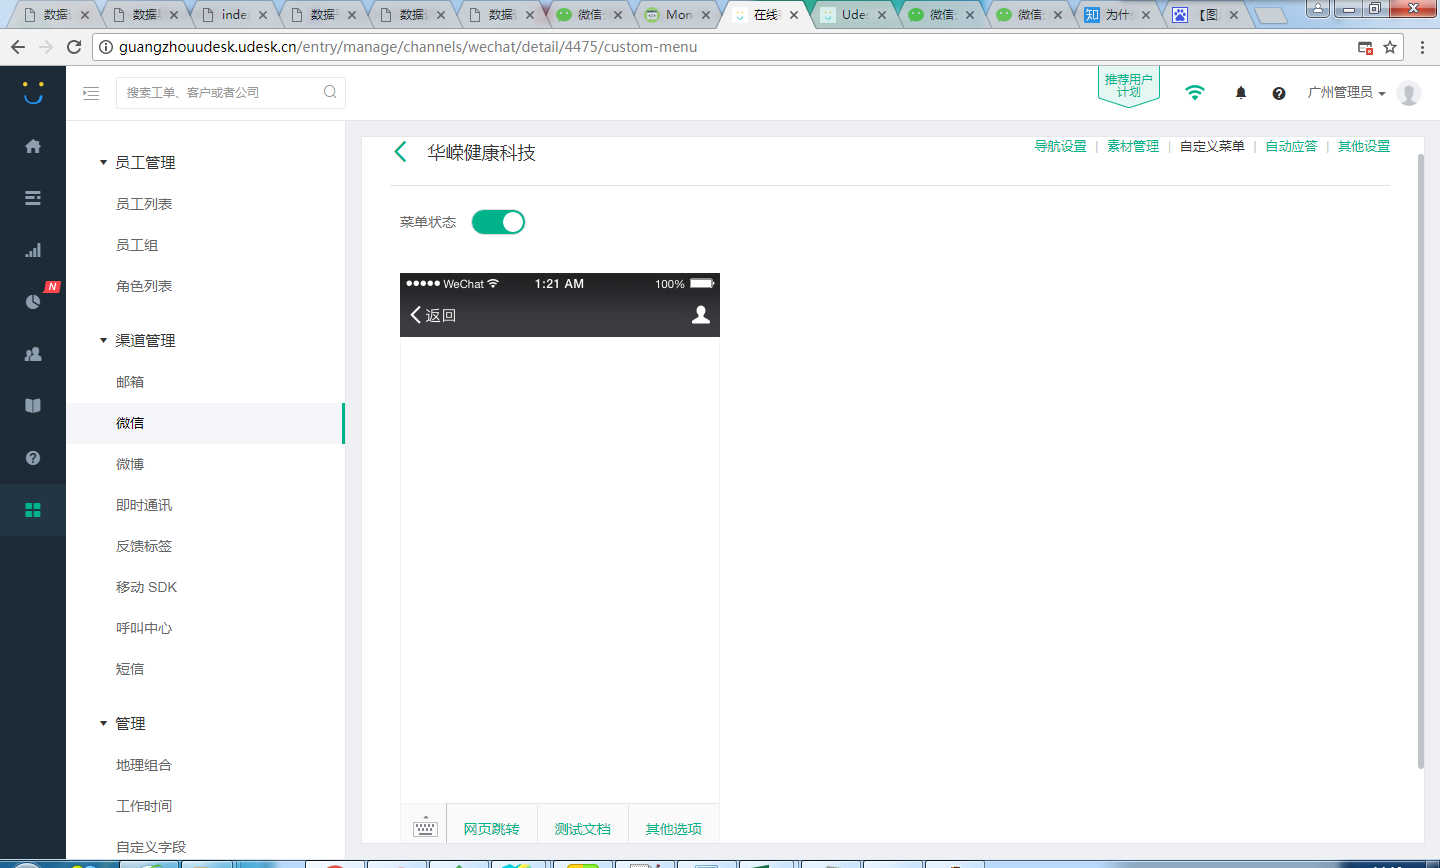 数据
数据
inde
数据
数据
数据
微信
Mon
在线
Udes
微信
微信
知
为什
【图
guangzhouudesk.udesk.cn/entry/manage/channels/wechat/detail/4475/custom-menu
搜索工单、客户或者公司
推荐用户
计划
广州管理员
N
员工管理
员工列表
员工组
角色列表
渠道管理
邮箱
微信
微博
即时通讯
反馈标签
移动 SDK
呼叫中心
短信
管理
地理组合
工作时间
自定义字段
华嵘健康科技
导航设置 | 素材管理 | 自定义菜单 | 自动应答 | 其他设置
菜单状态
WeChat 1:21 AM 100%
返回
网页跳转 测试文档 其他选项